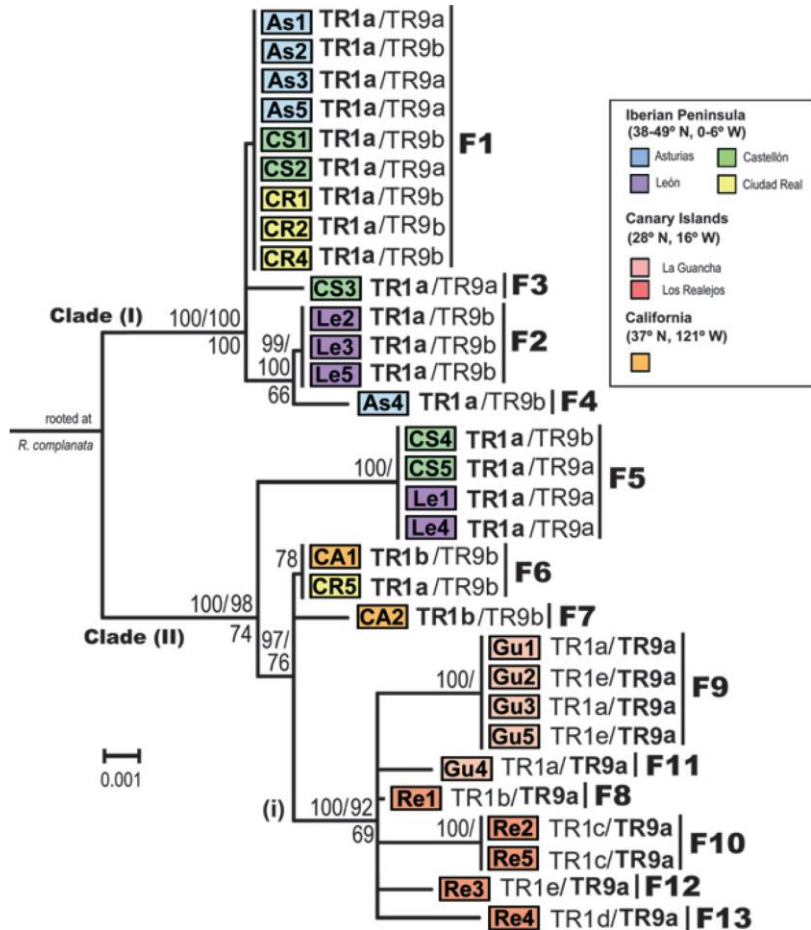 As1 TR1a/TR9a
As2 TR1a/TR9b
As3 TR1a/TR9a
As5 TR1a/TR9a
CS1 TR1a/TR9b
F1
CS2 TR1a/TR9a
CR1 TR1a/TR9b
CR2 TR1a/TR9b
CR4 TR1a/TR9b
CS3 TR1a/TR9a F3
Clade (I)
100/100
100
Le2 TR1a/TR9b
Le3 TR1a/TR9b
F2
Le5 TR1a/TR9b
99/
100
66
As4 TR1a/TR9b F4
rooted at
R. complanata
CS4 TR1a/TR9b
100/
CS5 TR1a/TR9a
F5
Le1 TR1a/TR9a
Le4 TR1a/TR9a
78
CA1 TR1b/TR9b
F6
CR5 TR1a/TR9b
100/98
74
Clade (II)
97/
76
CA2 TR1b/TR9b F7
Gu1 TR1a/TR9a
100/
Gu2 TR1e/TR9a
F9
Gu3 TR1a/TR9a
Gu5 TR1e/TR9a
0.001
Gu4 TR1a/TR9a F11
(i)
100/92
69
Re1 TR1b/TR9a F8
100/
Re2 TR1c/TR9a
F10
Re5 TR1c/TR9a
Re3 TR1e/TR9a F12
Re4 TR1d/TR9a F13
Iberian Peninsula
(38-49º N, 0-6º W)
Asturias Castellón
León Ciudad Real
Canary Islands
(28º N, 16º W)
La Guancha
Los Realejos
California
(37º N, 121º W)